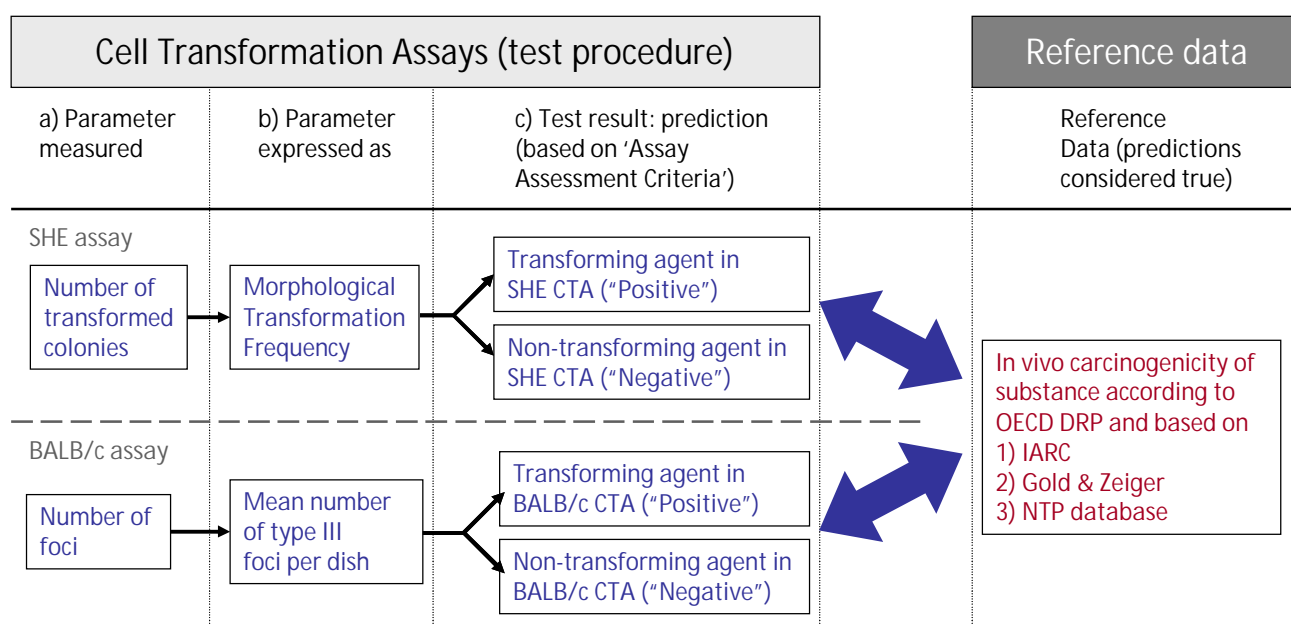 Cell Transformation Assays (test procedure)
Reference data
a) Parameter
measured
b) Parameter
expressed as
c) Test result: prediction
(based on ‘Assay
Assessment Criteria’)
Reference
Data (predictions
considered true)
SHE assay
Number of
transformed
colonies
Morphological
Transformation
Frequency
Transforming agent in
SHE CTA (“Positive”)
Non-transforming agent in
SHE CTA (“Negative”)
In vivo carcinogenicity of
substance according to
OECD DRP and based on
1) IARC
2) Gold & Zeiger
3) NTP database
BALB/c assay
Number of
foci
Mean number
of type III
foci per dish
Transforming agent in
BALB/c CTA (“Positive”)
Non-transforming agent in
BALB/c CTA (“Negative”)